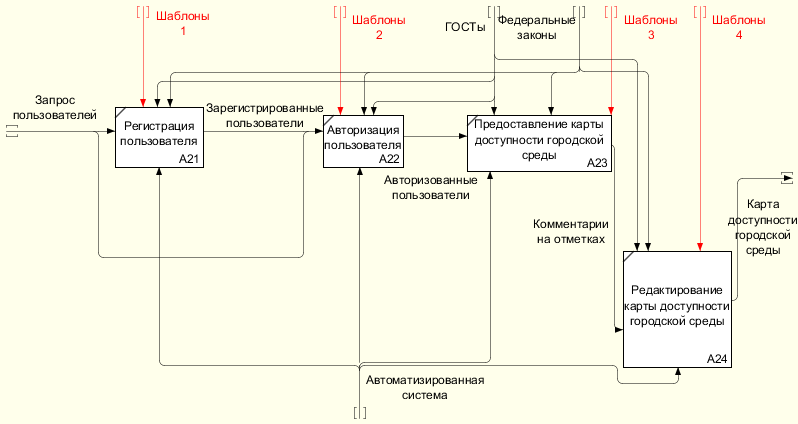 Шаблоны
1
Шаблоны
2
ГОСТы
Федеральные
законы
Шаблоны
3
Шаблоны
4
Запрос
пользователей
Регистрация
пользователя
A21
Зарегистрированные
пользователи
Авторизация
пользователя
A22
Предоставление карты
доступности городской
среды
A23
Авторизованные
пользователи
Комментарии
на отметках
Карта
доступности
городской
среды
Редактирование
карты доступности
городской среды
A24
Автоматизированная
система